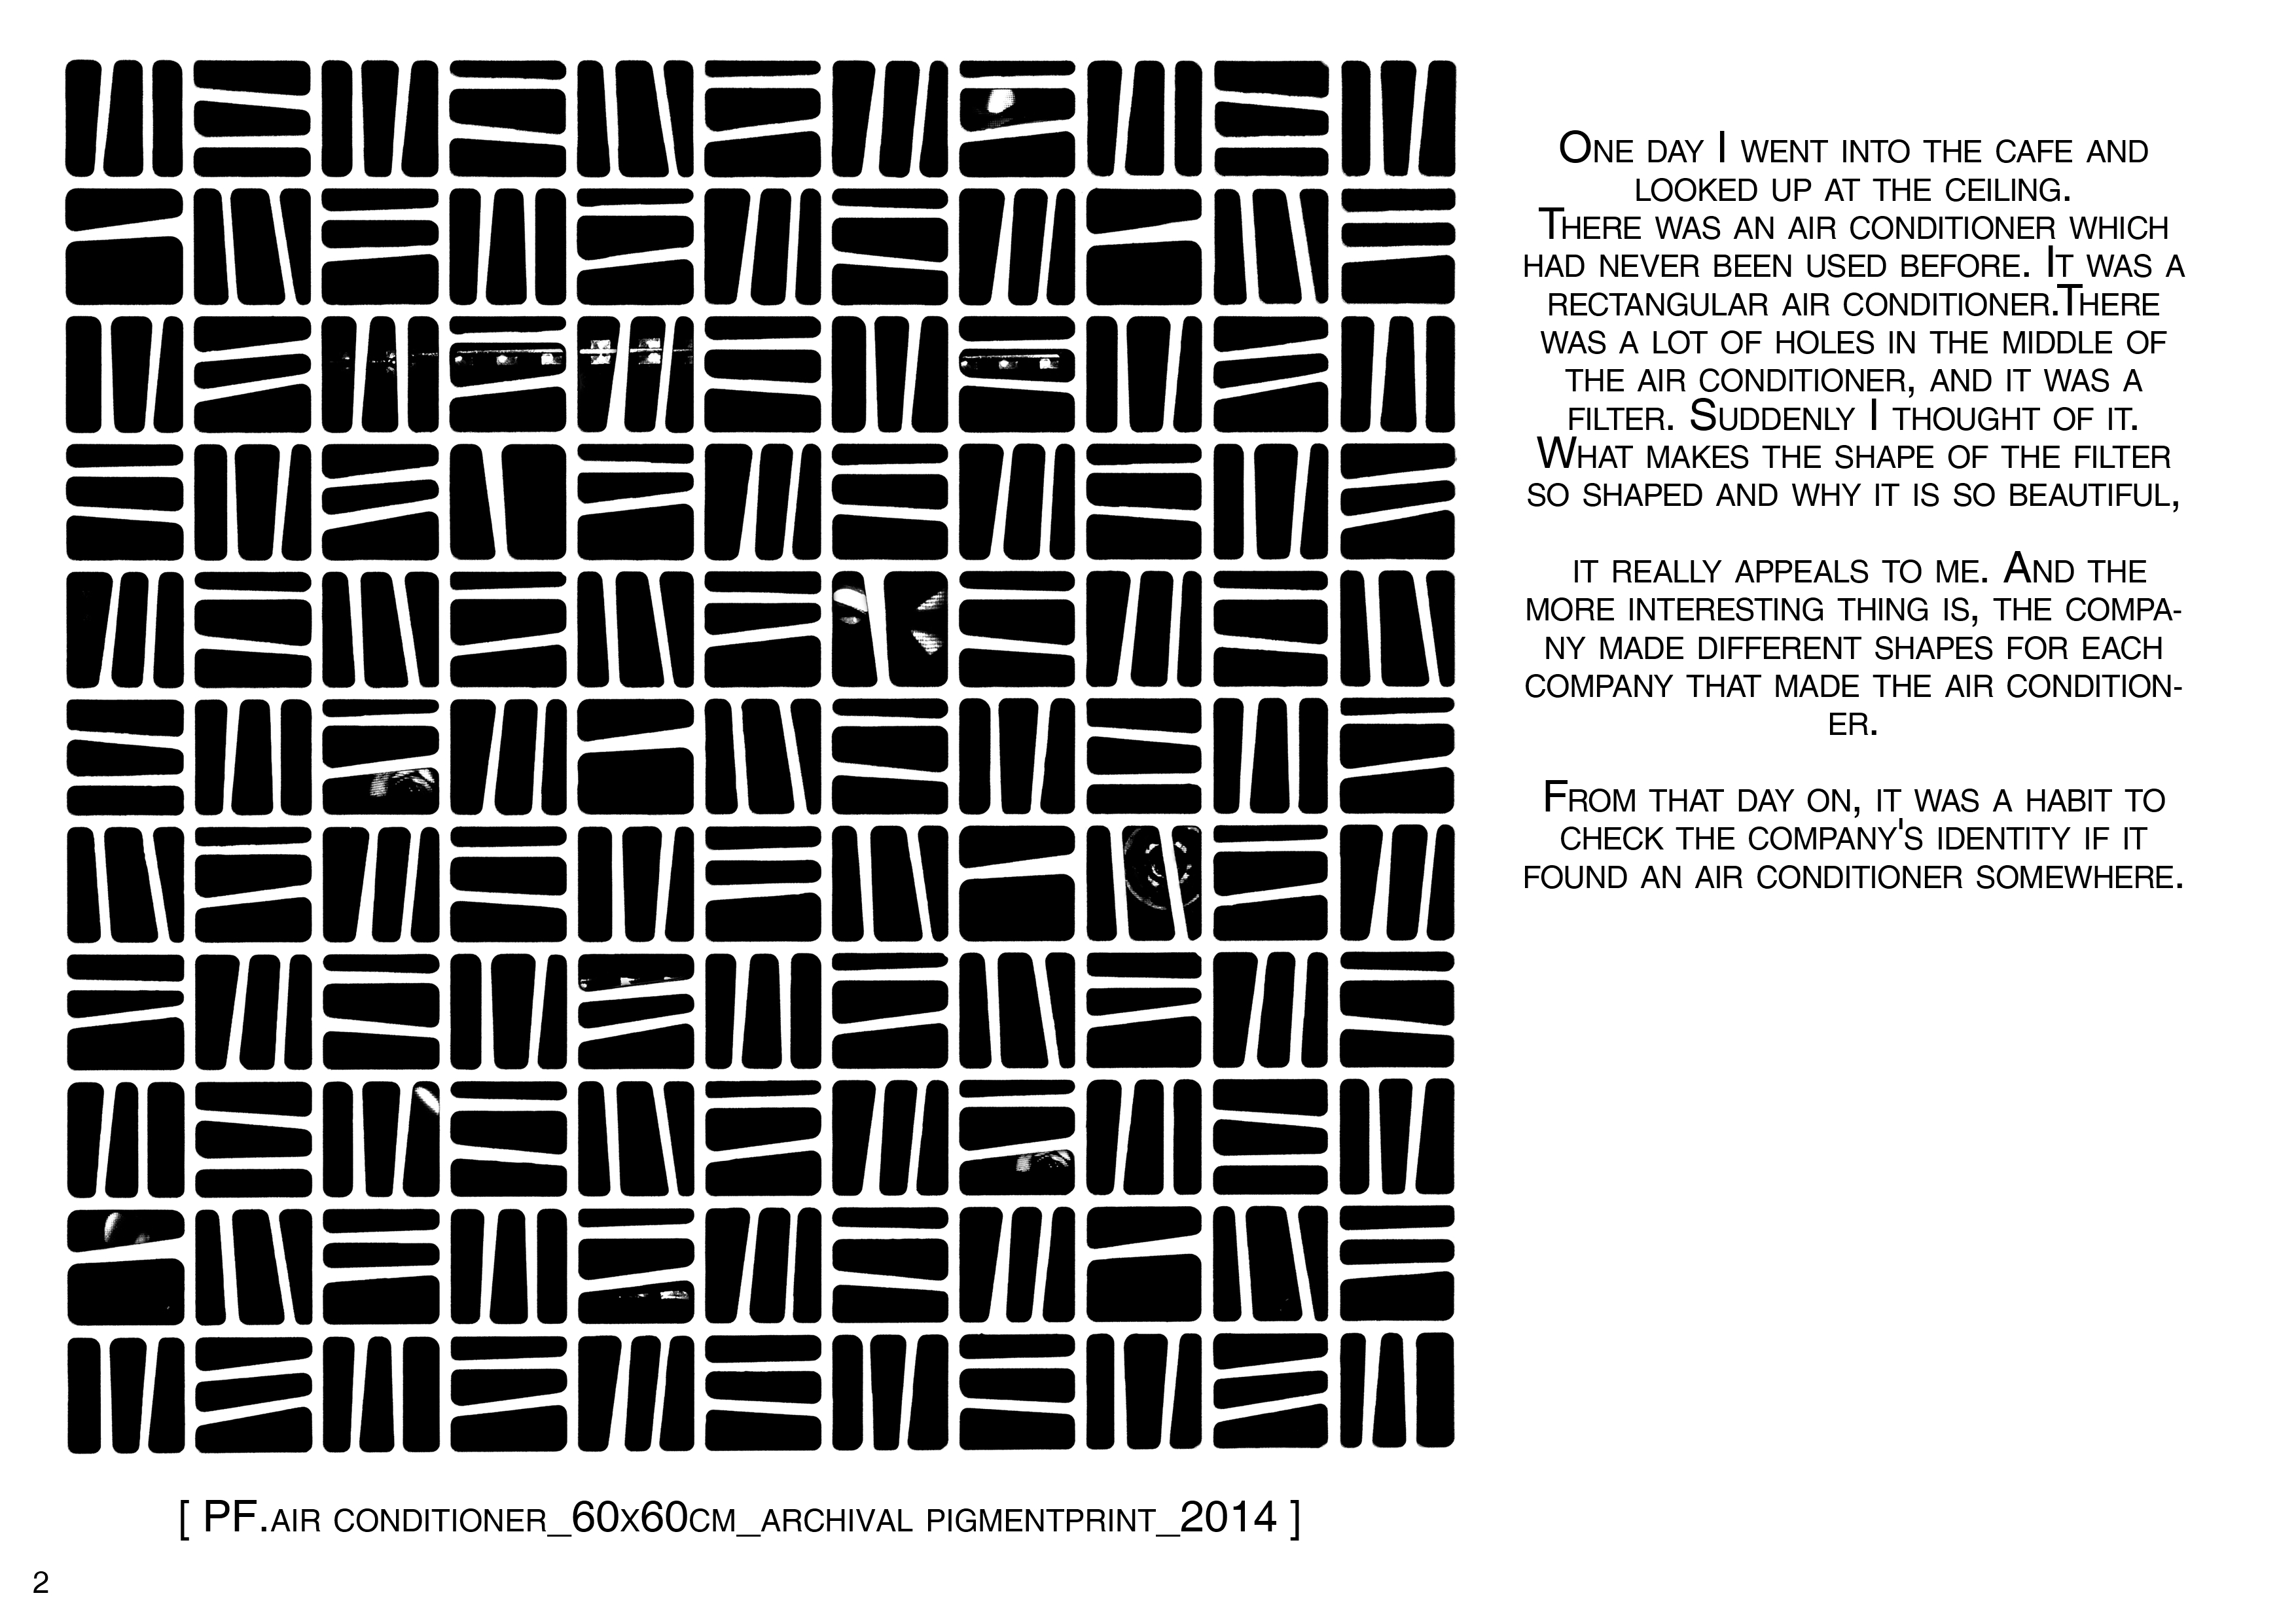 One day I went into the cafe and
looked up at the ceiling.
There was an air conditioner which
had never been used before. It was a
rectangular air conditioner.There
was a lot of holes in the middle of
the air conditioner, and it was a
filter. Suddenly I thought of it.
What makes the shape of the filter
so shaped and why it is so beautiful,
it really appeals to me. And the
more interesting thing is, the compa-
ny made different shapes for each
company that made the air condition-
er.
From that day on, it was a habit to
check the company's identity if it
found an air conditioner somewhere.
[ PF.air conditioner_60x60cm_archival pigmentprint_2014 ]
2